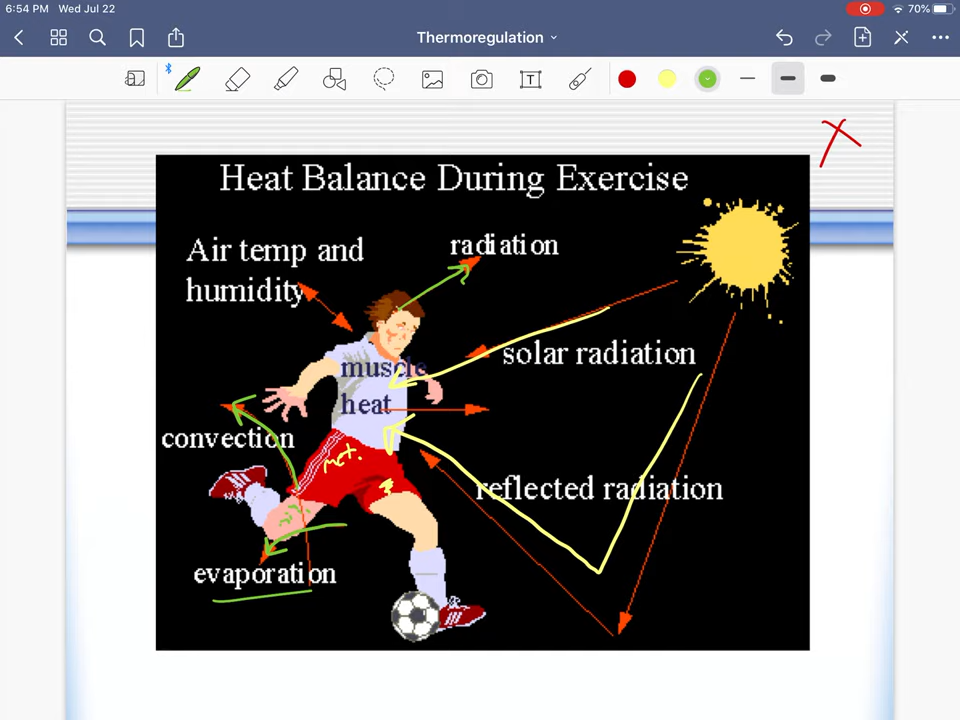 6:54 PM Wed Jul 22
70%
Thermoregulation
T
Heat Balance During Exercise
Air temp and
humidity
radiation
solar radiation
muscle
heat
convection
met.
reflected radiation
evaporation